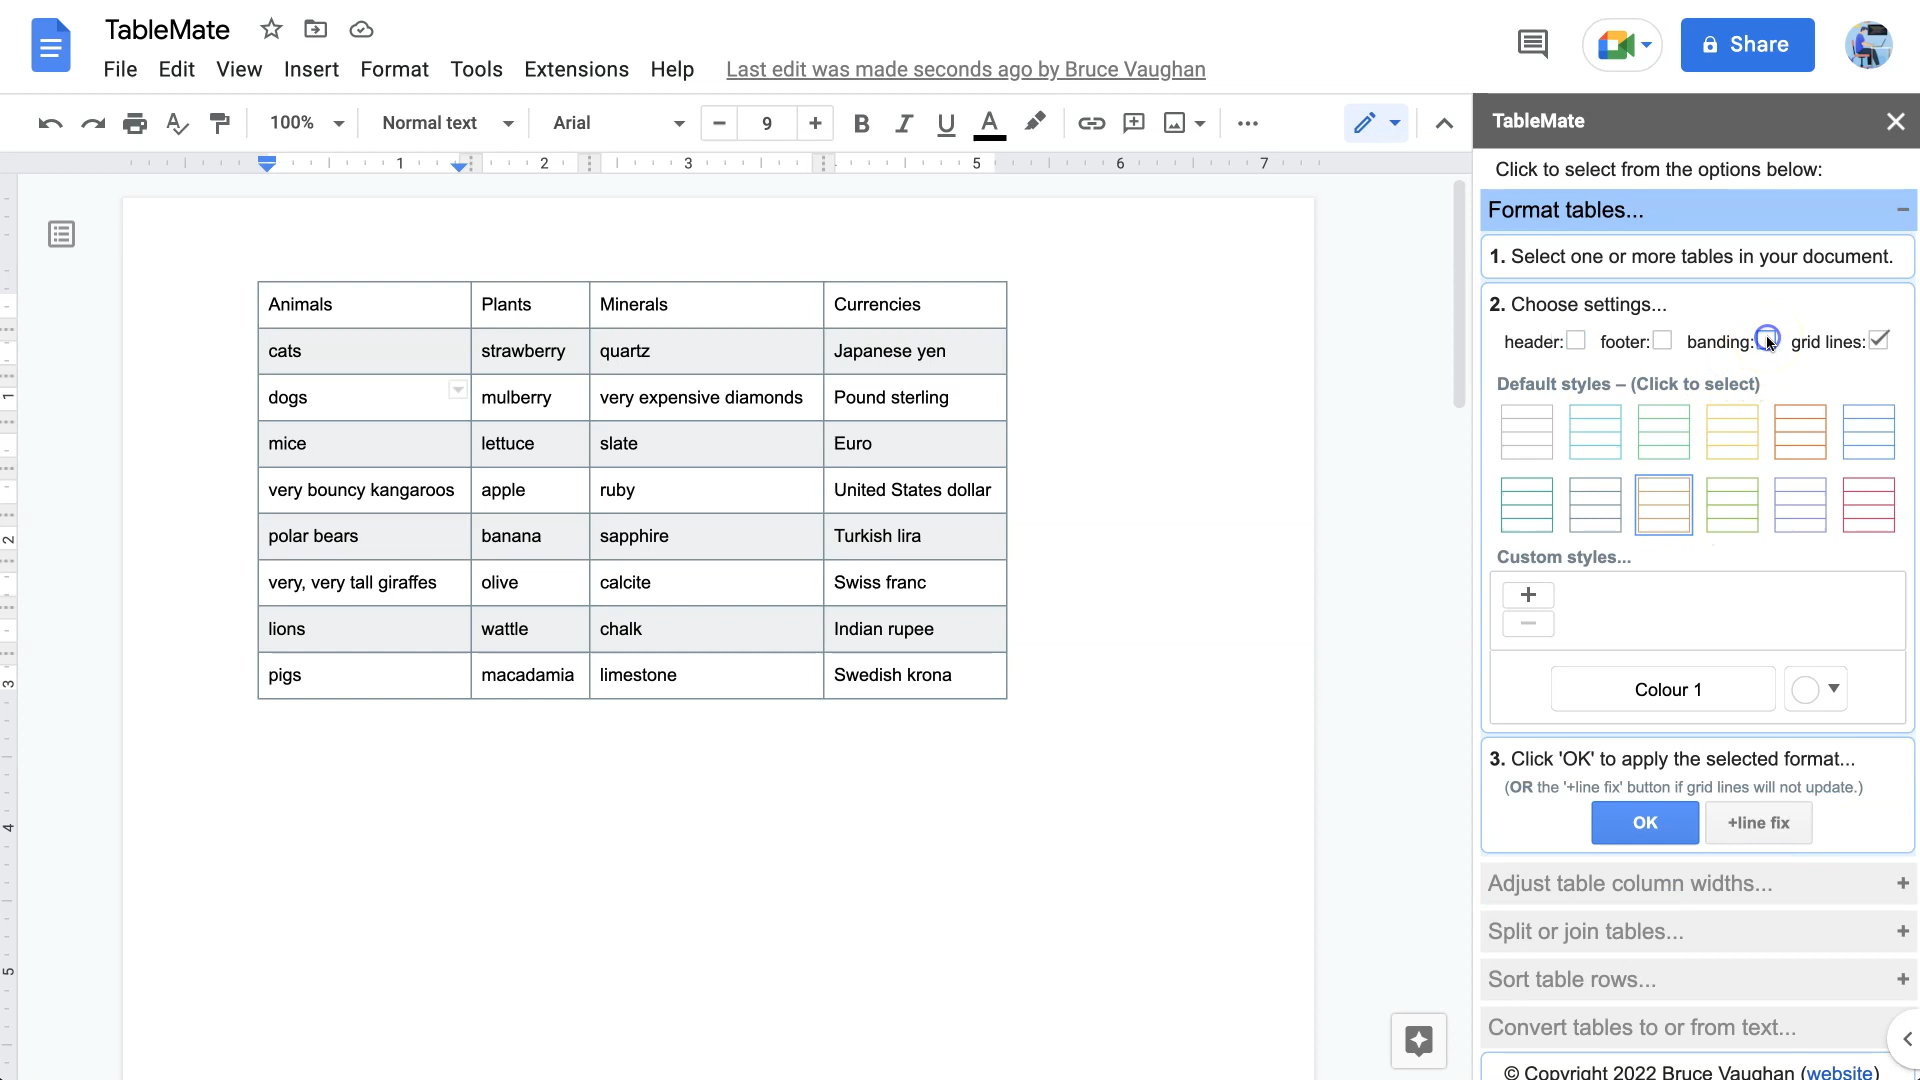 TableMate
File Edit View Insert Format Tools Extensions Help Last edit was made seconds ago by Bruce Vaughan
Share
100% Normal text Arial 9 B I U A
1 2 3 5 6 7
TableMate
Click to select from the options below:
Format tables...
1. Select one or more tables in your document.
2. Choose settings...
header: footer: banding: grid lines:
Default styles – (Click to select)
Custom styles...
+
−
Colour 1
3. Click 'OK' to apply the selected format...
(OR the '+line fix' button if grid lines will not update.)
OK +line fix
Adjust table column widths... +
Split or join tables... +
Sort table rows... +
Convert tables to or from text...
© Copyright 2022 Bruce Vaughan (website)
Animals Plants Minerals Currencies
cats strawberry quartz Japanese yen
dogs mulberry very expensive diamonds Pound sterling
mice lettuce slate Euro
very bouncy kangaroos apple ruby United States dollar
polar bears banana sapphire Turkish lira
very, very tall giraffes olive calcite Swiss franc
lions wattle chalk Indian rupee
pigs macadamia limestone Swedish krona
1
2
3
4
5